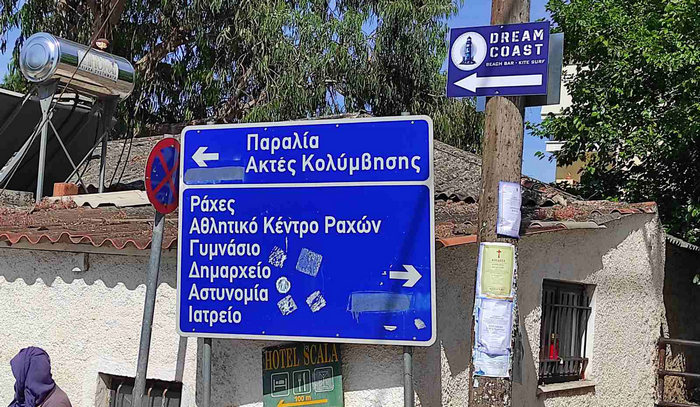 DREAM
COAST
BEACH BAR · KITE SURF
Παραλία
Ακτές Κολύμβησης
Ράχες
Αθλητικό Κέντρο Ραχών
Γυμνάσιο
Δημαρχείο
Αστυνομία
Ιατρείο
HOTEL SCALA
100 m